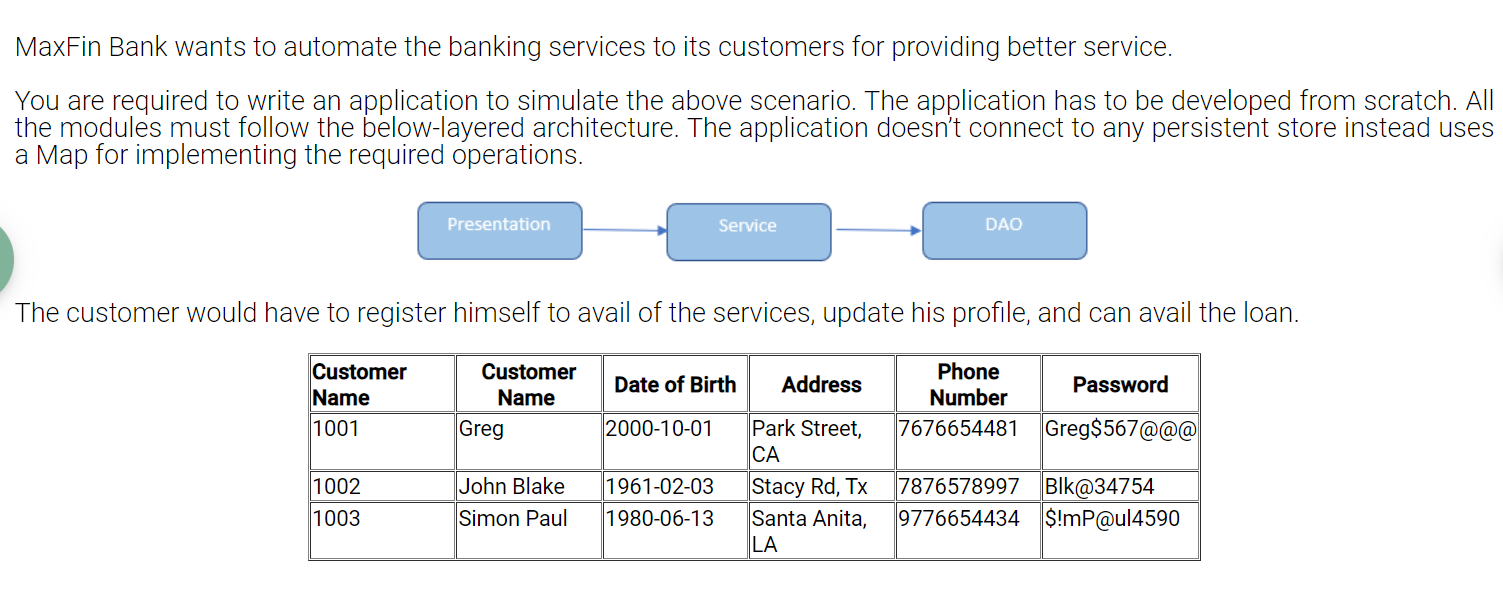 MaxFin Bank wants to automate the banking services to its customers for providing better service.
You are required to write an application to simulate the above scenario. The application has to be developed from scratch. All
the modules must follow the below-layered architecture. The application doesn't connect to any persistent store instead uses
a Map for implementing the required operations.
Presentation Service DAO
The customer would have to register himself to avail of the services, update his profile, and can avail the loan.
Customer Name Customer Name Date of Birth Address Phone Number Password
1001 Greg 2000-10-01 Park Street, CA 7676654481 Greg$567@@@
1002 John Blake 1961-02-03 Stacy Rd, Tx 7876578997 Blk@34754
1003 Simon Paul 1980-06-13 Santa Anita, LA 9776654434 $!mP@ul4590